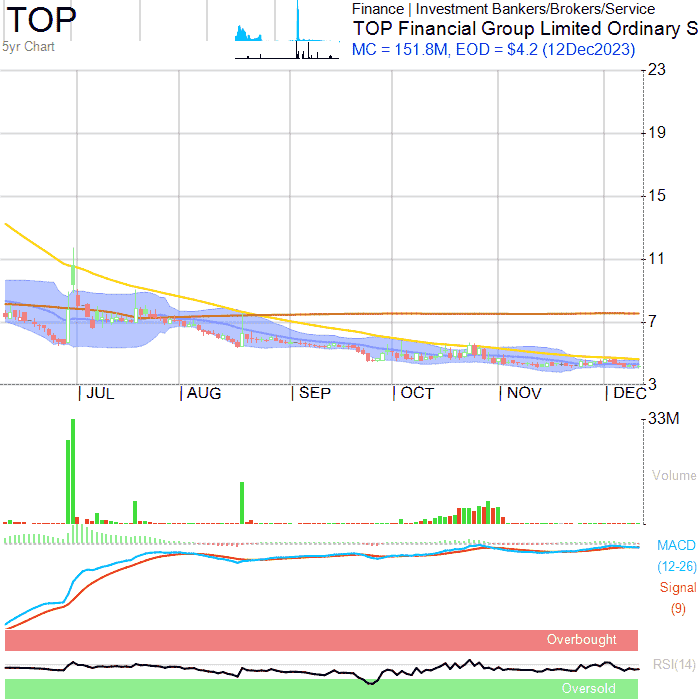 TOP
5yr Chart
Finance | Investment Bankers/Brokers/Service
TOP Financial Group Limited Ordinary S
MC = 151.8M, EOD = $4.2 (12Dec2023)
23
19
15
11
7
3
| JUL | AUG | SEP | OCT | NOV | DEC
33M
Volume
MACD
(12-26)
Signal
(9)
Overbought
RSI(14)
Oversold